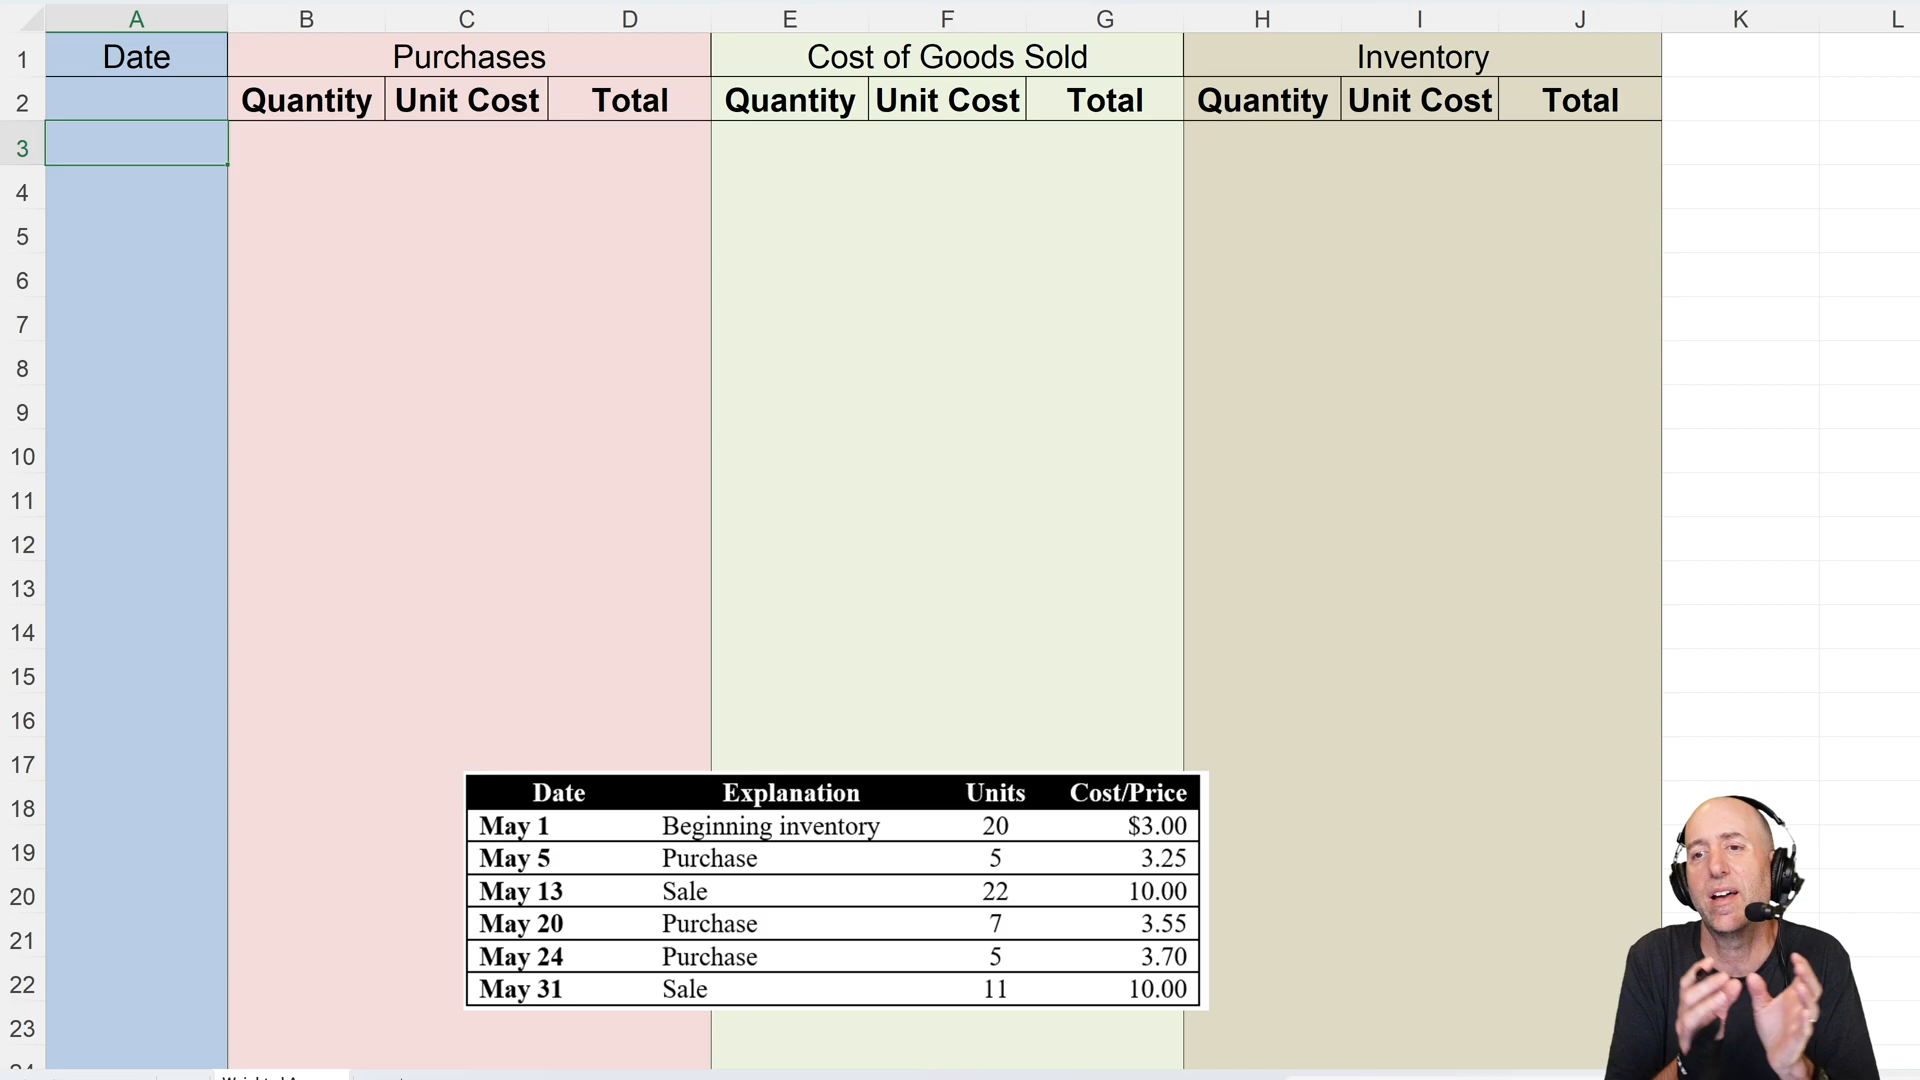 A B C D E F G H I J K L
1 Date Purchases Cost of Goods Sold Inventory
2 Quantity Unit Cost Total Quantity Unit Cost Total Quantity Unit Cost Total
3
4
5
6
7
8
9
10
11
12
13
14
15
16
17
18
19
20
21
22
23
Date Explanation Units Cost/Price
May 1 Beginning inventory 20 $3.00
May 5 Purchase 5 3.25
May 13 Sale 22 10.00
May 20 Purchase 7 3.55
May 24 Purchase 5 3.70
May 31 Sale 11 10.00